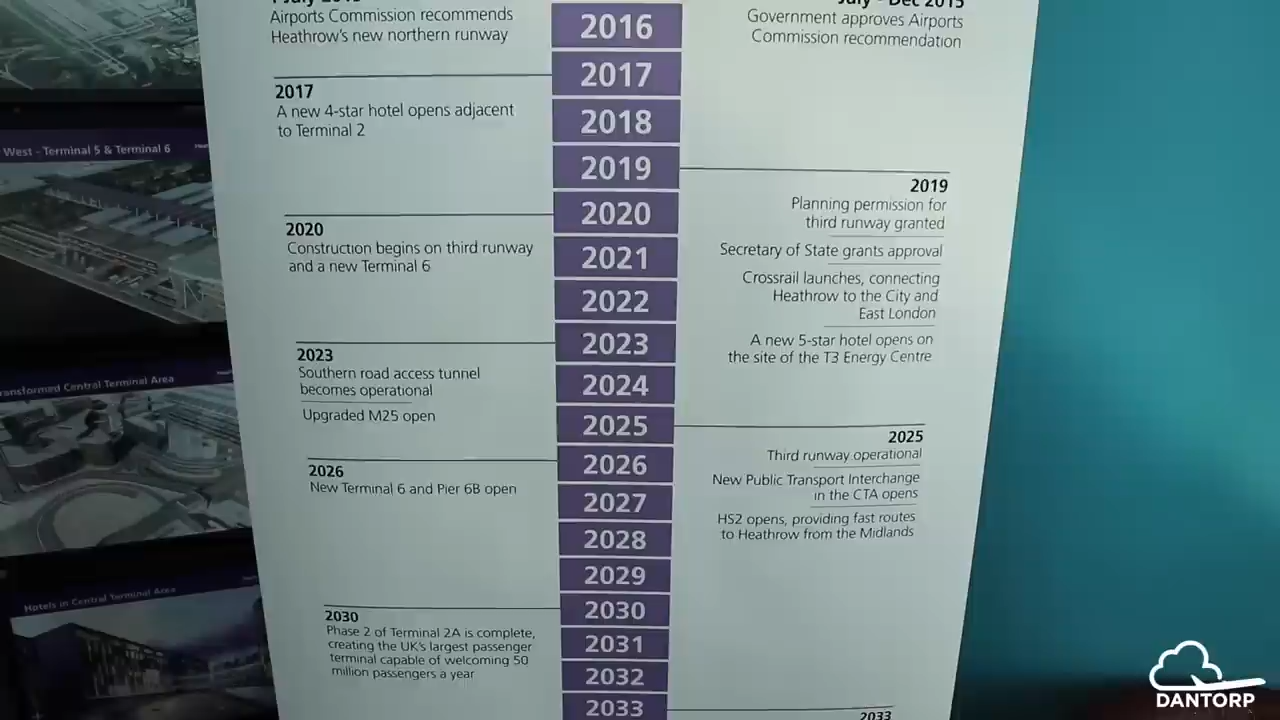 Airports Commission recommends
Heathrow's new northern runway
July - Dec 2015
Government approves Airports
Commission recommendation
2016
2017
2018
2019
2020
2021
2022
2023
2024
2025
2026
2027
2028
2029
2030
2031
2032
2033
2017
A new 4-star hotel opens adjacent
to Terminal 2
2019
Planning permission for
third runway granted
Secretary of State grants approval
Crossrail launches, connecting
Heathrow to the City and
East London
A new 5-star hotel opens on
the site of the T3 Energy Centre
2020
Construction begins on third runway
and a new Terminal 6
2023
Southern road access tunnel
becomes operational
Upgraded M25 open
2025
Third runway operational
New Public Transport Interchange
in the CTA opens
HS2 opens, providing fast routes
to Heathrow from the Midlands
2026
New Terminal 6 and Pier 6B open
2030
Phase 2 of Terminal 2A is complete,
creating the UK's largest passenger
terminal capable of welcoming 50
million passengers a year
2033
West - Terminal 5 & Terminal 6
Central Terminal Area
Hotels in Central Terminal Area
DANTORP